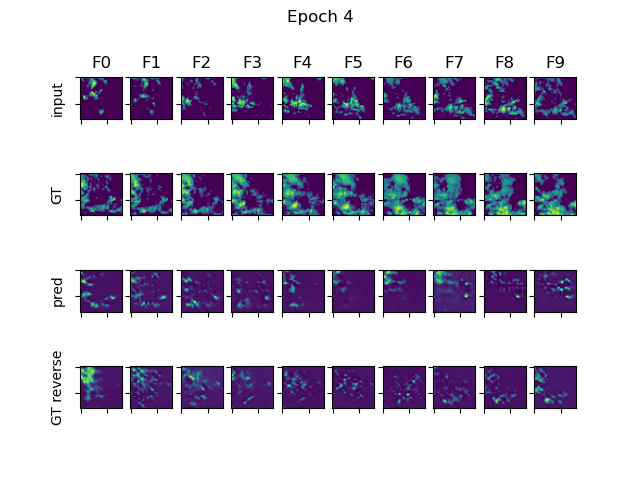 Epoch 4
F0 F1 F2 F3 F4 F5 F6 F7 F8 F9
input
GT
pred
GT reverse